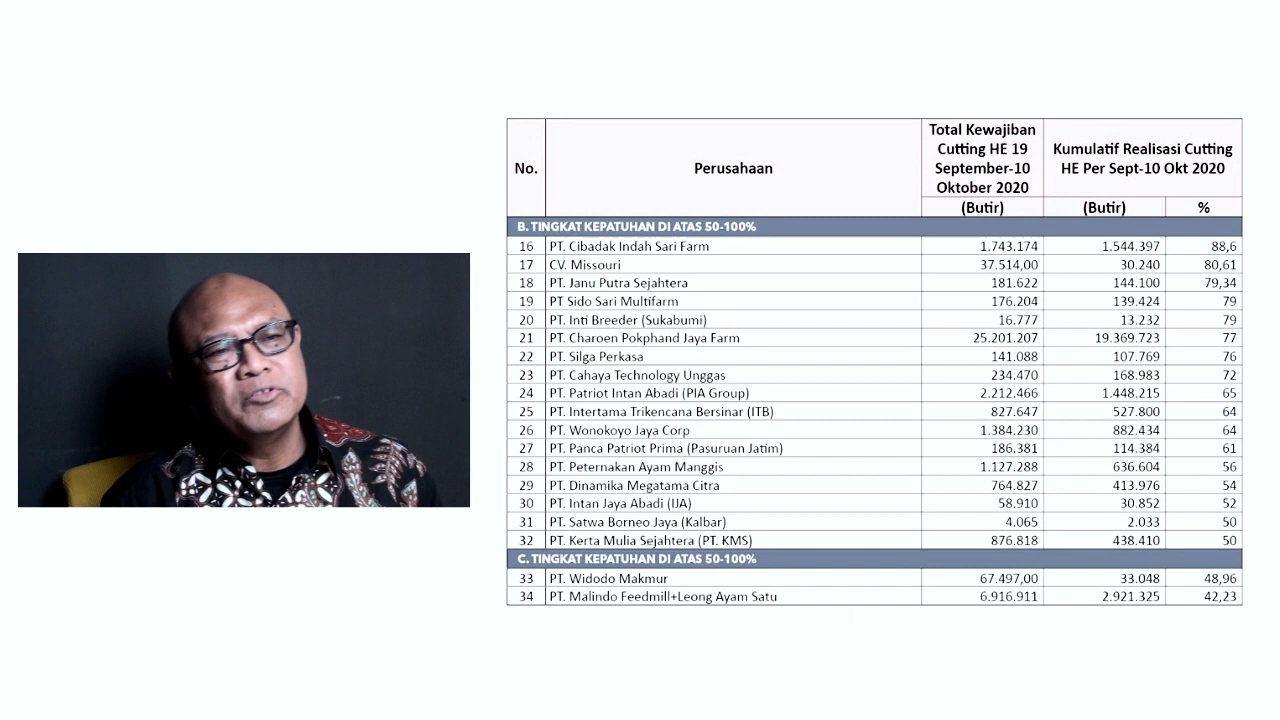 No.
Perusahaan
Total Kewajiban
Cutting HE 19
September-10
Oktober 2020
Kumulatif Realisasi Cutting
HE Per Sept-10 Okt 2020
(Butir) (Butir) %
B. TINGKAT KEPATUHAN DI ATAS 50-100%
16 PT. Cibadak Indah Sari Farm 1.743.174 1.544.397 88,6
17 CV. Missouri 37.514,00 30.240 80,61
18 PT. Janu Putra Sejahtera 181.622 144.100 79,34
19 PT Sido Sari Multifarm 176.204 139.424 79
20 PT. Inti Breeder (Sukabumi) 16.777 13.232 79
21 PT. Charoen Pokphand Jaya Farm 25.201.207 19.369.723 77
22 PT. Silga Perkasa 141.088 107.769 76
23 PT. Cahaya Technology Unggas 234.470 168.983 72
24 PT. Patriot Intan Abadi (PIA Group) 2.212.466 1.448.215 65
25 PT. Intertama Trikencana Bersinar (ITB) 827.647 527.800 64
26 PT. Wonokoyo Jaya Corp 1.384.230 882.434 64
27 PT. Panca Patriot Prima (Pasuruan Jatim) 186.381 114.384 61
28 PT. Peternakan Ayam Manggis 1.127.288 636.604 56
29 PT. Dinamika Megatama Citra 764.827 413.976 54
30 PT. Intan Jaya Abadi (IJA) 58.910 30.852 52
31 PT. Satwa Borneo Jaya (Kalbar) 4.065 2.033 50
32 PT. Kerta Mulia Sejahtera (PT. KMS) 876.818 438.410 50
C. TINGKAT KEPATUHAN DI ATAS 50-100%
33 PT. Widodo Makmur 67.497,00 33.048 48,96
34 PT. Malindo Feedmill+Leong Ayam Satu 6.916.911 2.921.325 42,23